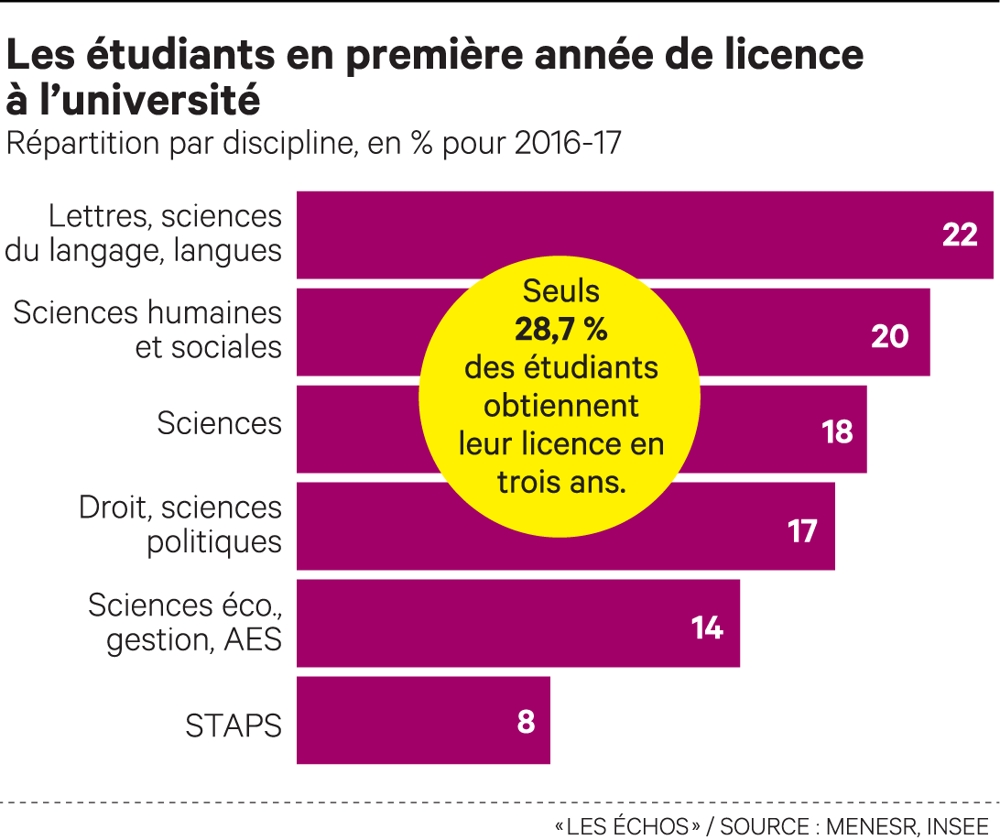 Les étudiants en première année de licence
à l’université
Répartition par discipline, en % pour 2016-17
Lettres, sciences
du langage, langues
22
Sciences humaines
et sociales
20
Sciences
18
Droit, sciences
politiques
17
Sciences éco.,
gestion, AES
14
STAPS
8
Seuls
28,7 %
des étudiants
obtiennent
leur licence en
trois ans.
« LES ÉCHOS » / SOURCE : MENESR, INSEE